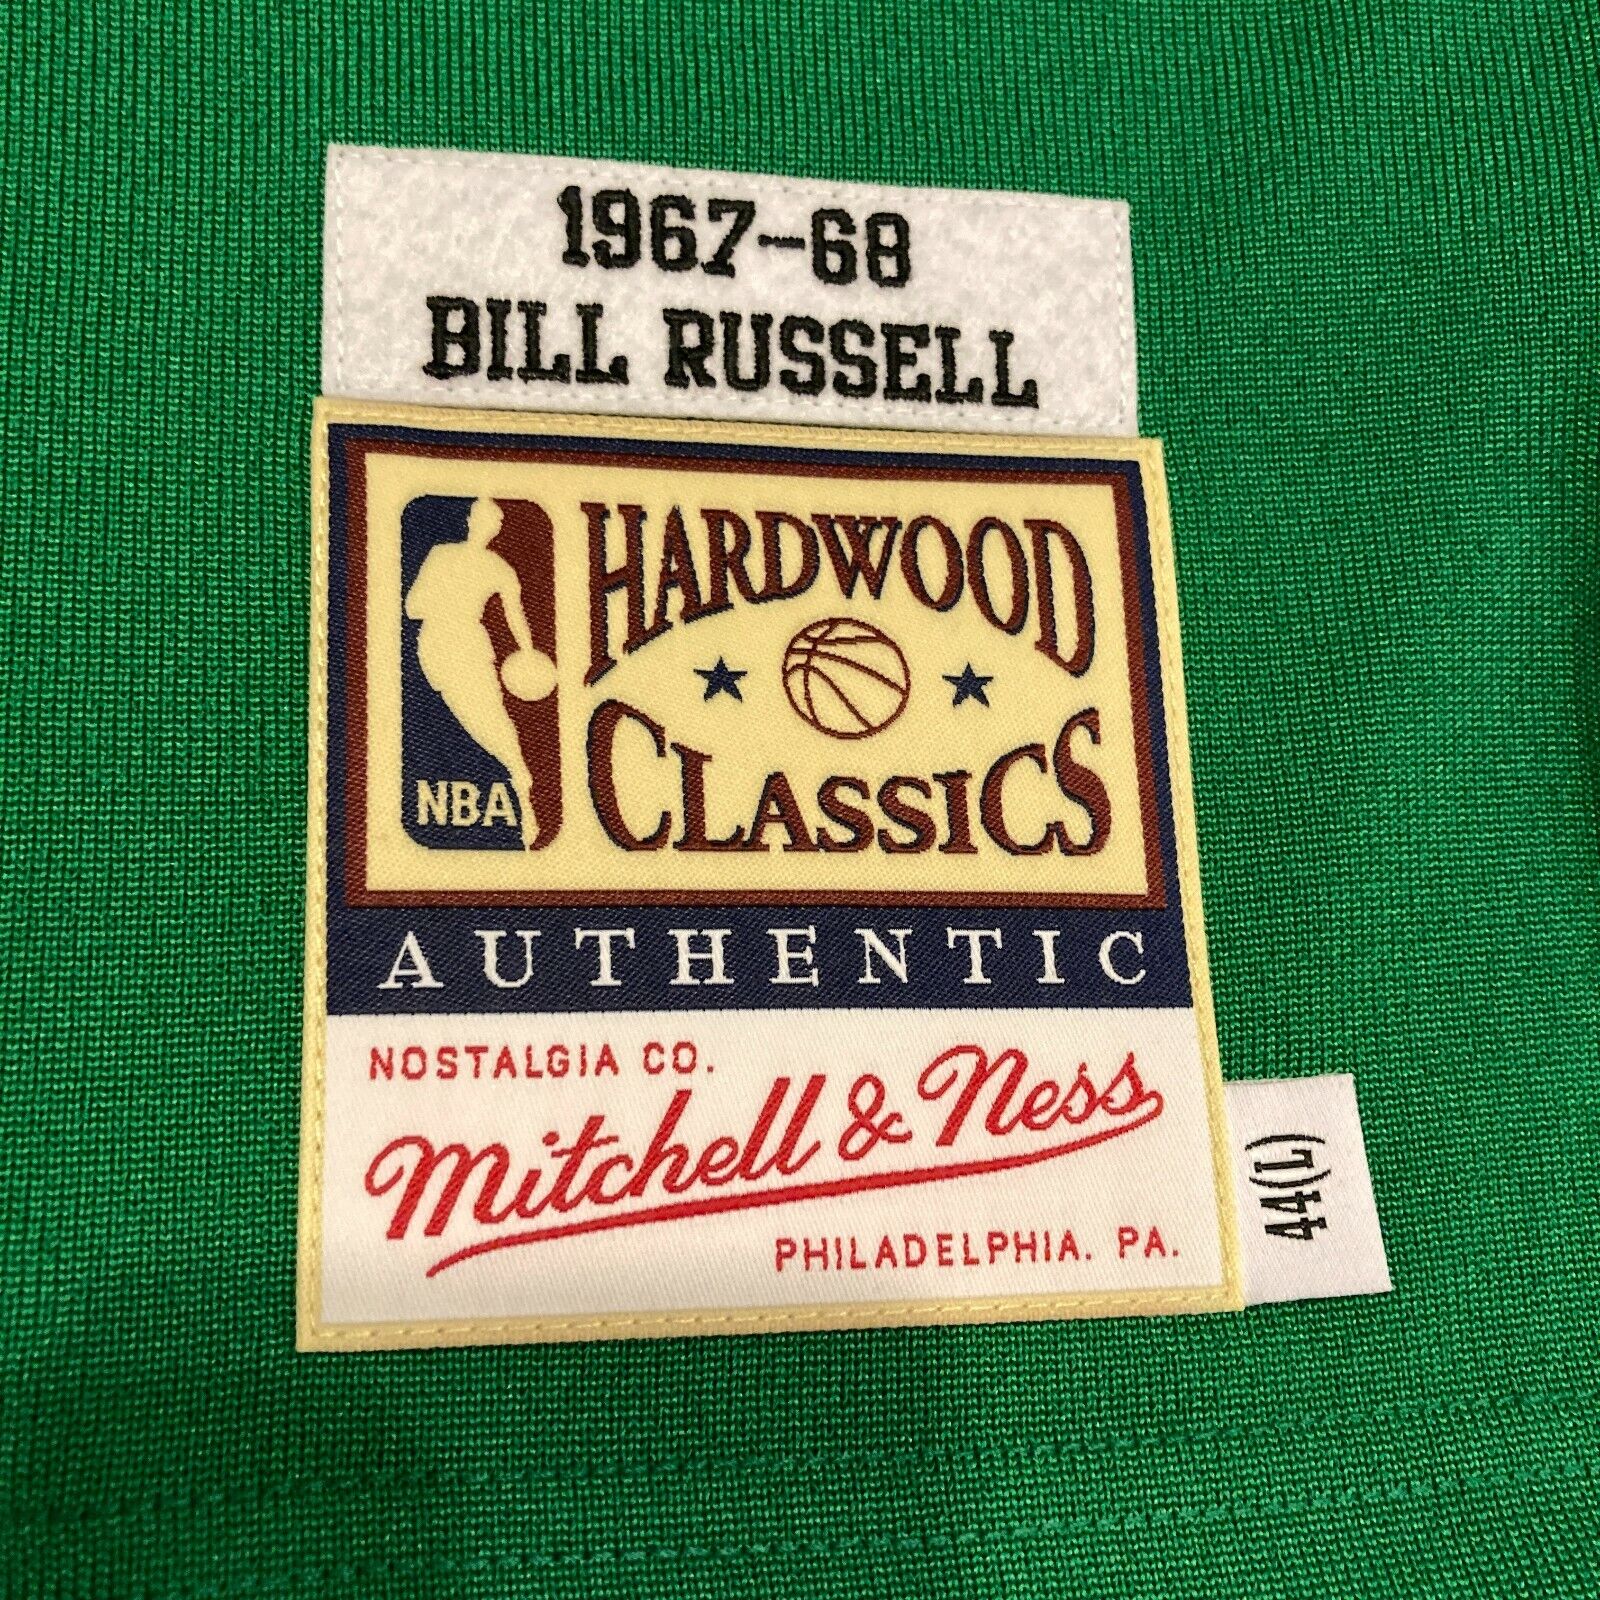 1967-68
BILL RUSSELL
HARDWOOD
CLASSICS
NBA
AUTHENTIC
NOSTALGIA CO.
Mitchell & Ness
PHILADELPHIA. PA.
44(L)